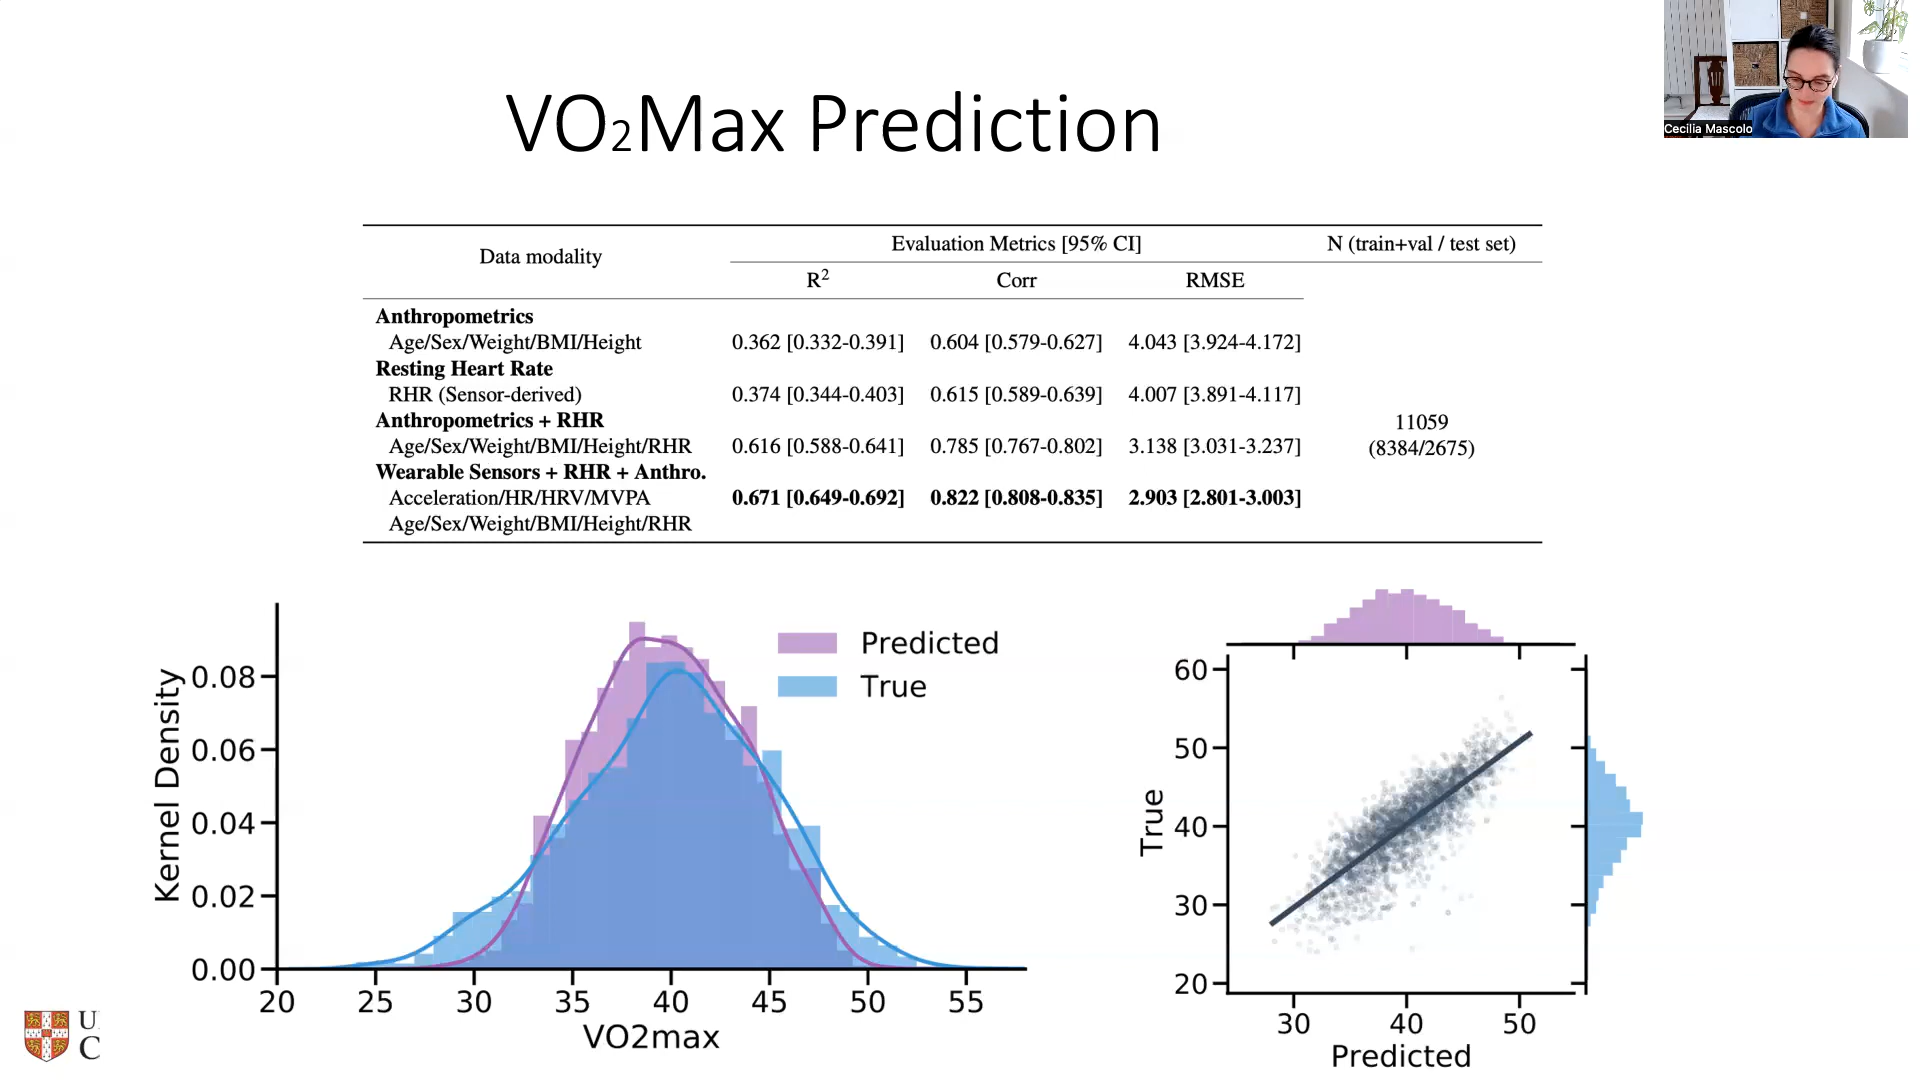 Cecilia Mascolo
VO₂Max Prediction
Data modality
Evaluation Metrics [95% CI]
N (train+val / test set)
R² Corr RMSE
Anthropometrics
Age/Sex/Weight/BMI/Height 0.362 [0.332-0.391] 0.604 [0.579-0.627] 4.043 [3.924-4.172]
Resting Heart Rate
RHR (Sensor-derived) 0.374 [0.344-0.403] 0.615 [0.589-0.639] 4.007 [3.891-4.117]
Anthropometrics + RHR
11059
Age/Sex/Weight/BMI/Height/RHR 0.616 [0.588-0.641] 0.785 [0.767-0.802] 3.138 [3.031-3.237]
(8384/2675)
Wearable Sensors + RHR + Anthro.
Acceleration/HR/HRV/MVPA 0.671 [0.649-0.692] 0.822 [0.808-0.835] 2.903 [2.801-3.003]
Age/Sex/Weight/BMI/Height/RHR
Kernel Density
0.08
0.06
0.04
0.02
0.00
20 25 30 35 40 45 50 55
VO2max
Predicted
True
True
60
50
40
30
20
30 40 50
Predicted
U
C